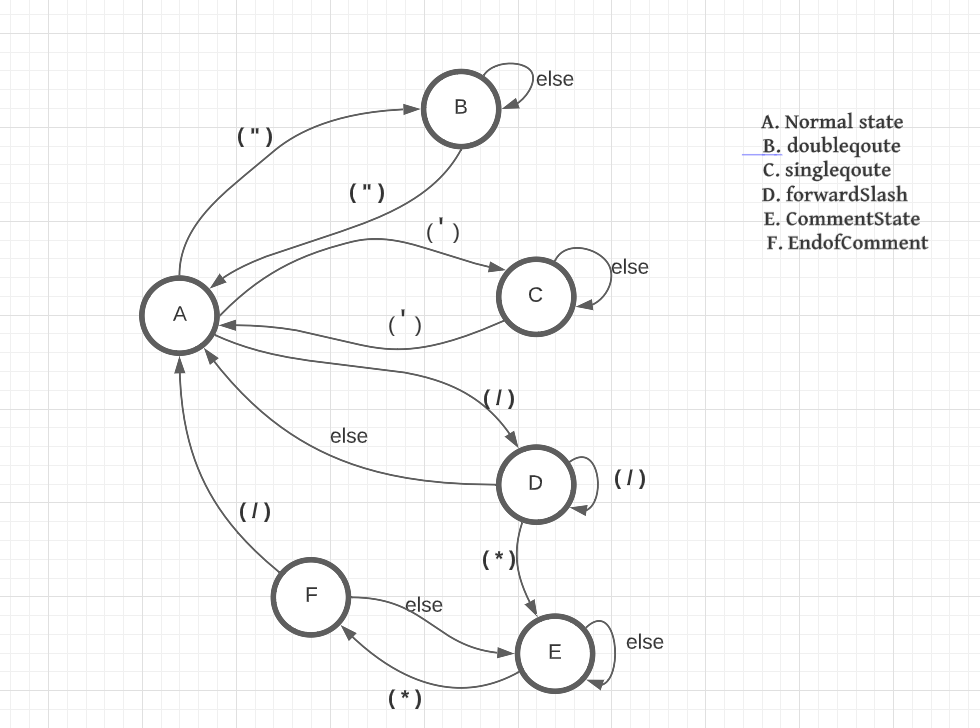 B
else
( " )
A. Normal state
B. doubleqoute
C. singleqoute
D. forwardSlash
E. CommentState
F. EndofComment
( " )
( ' )
C
else
A
( ' )
( / )
else
D
( / )
( / )
( * )
F
else
E
else
( * )